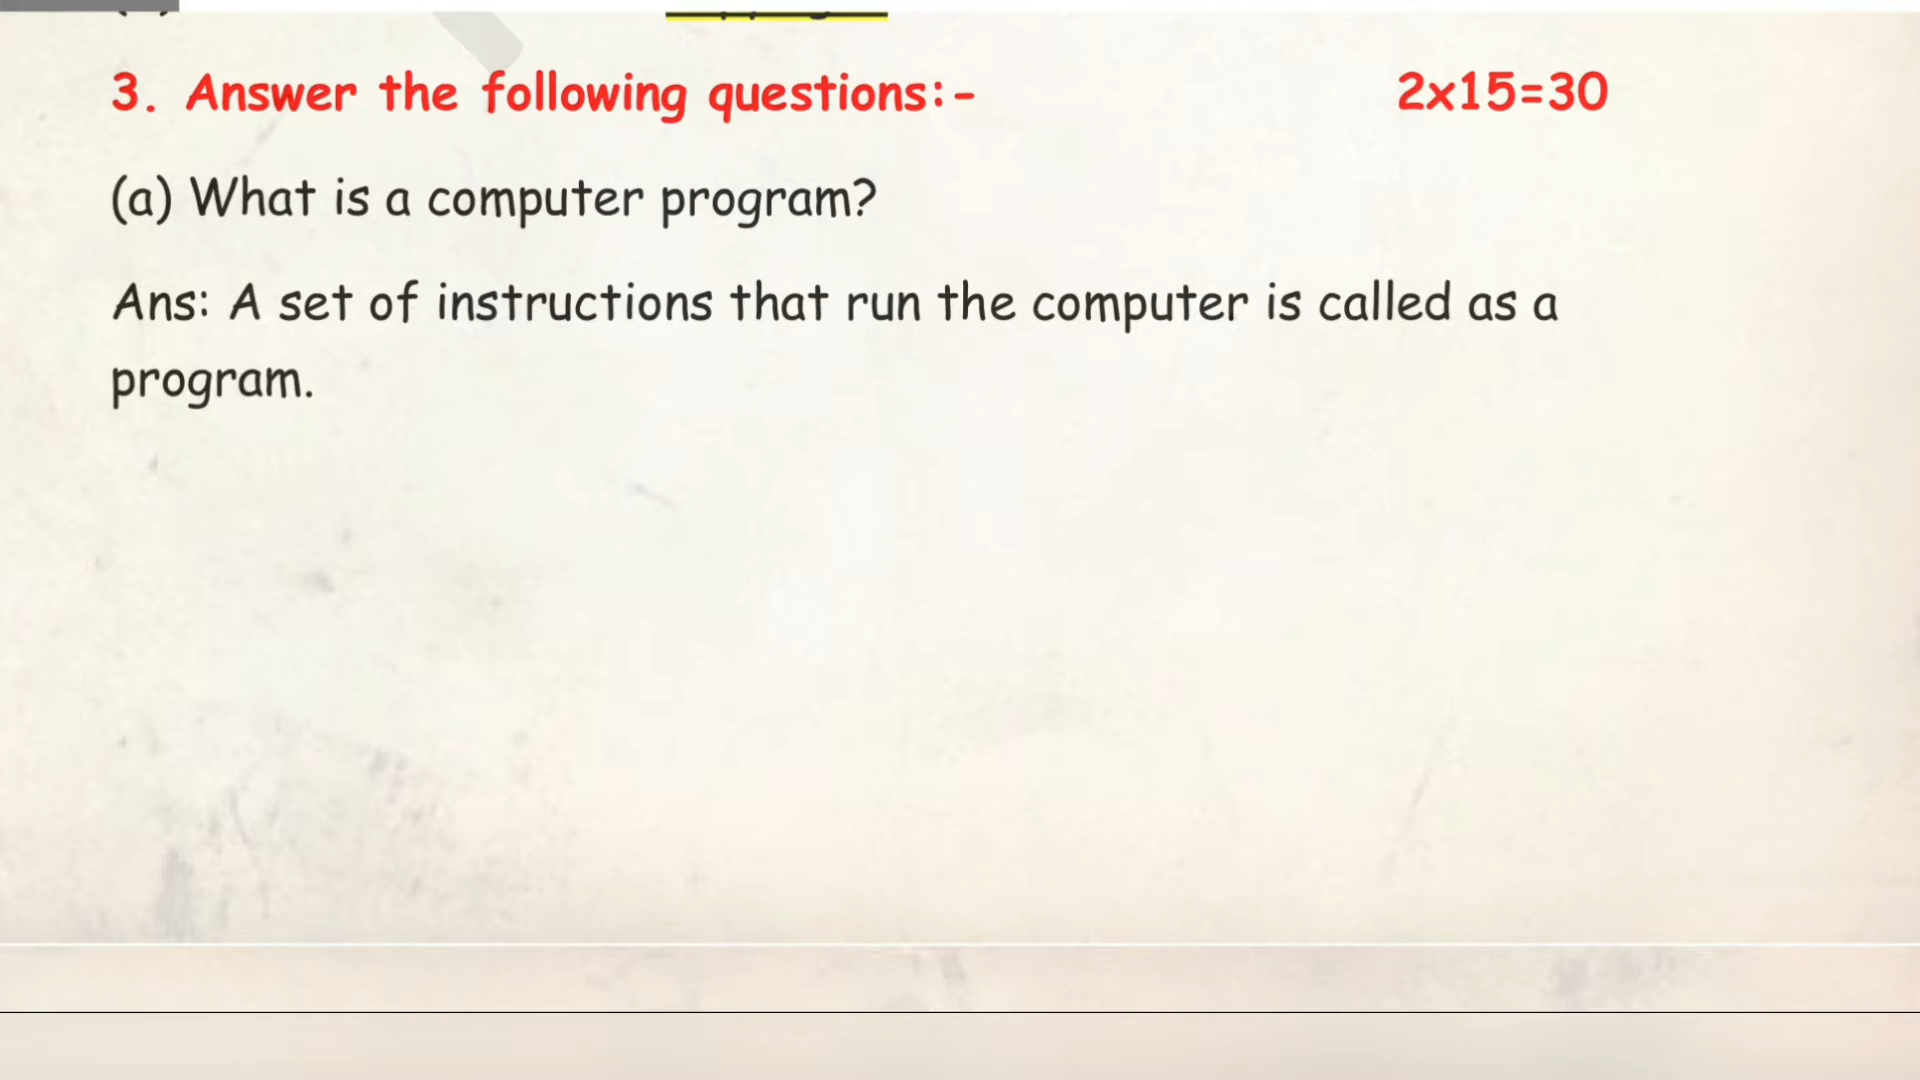 3. Answer the following questions:- 2x15=30
(a) What is a computer program?
Ans: A set of instructions that run the computer is called as a
program.